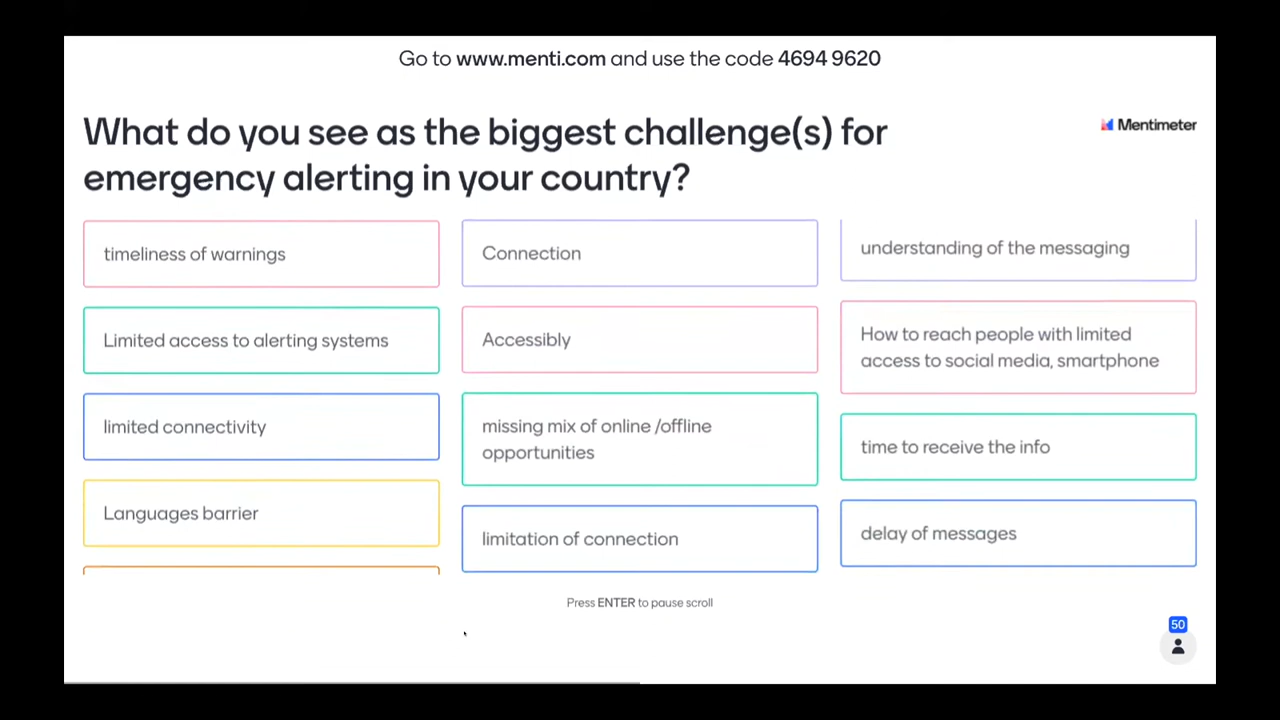 Go to www.menti.com and use the code 4694 9620
What do you see as the biggest challenge(s) for
emergency alerting in your country?
Mentimeter
timeliness of warnings
Limited access to alerting systems
limited connectivity
Languages barrier
Connection
Accessibly
missing mix of online /offline
opportunities
limitation of connection
understanding of the messaging
How to reach people with limited
access to social media, smartphone
time to receive the info
delay of messages
Press ENTER to pause scroll
50